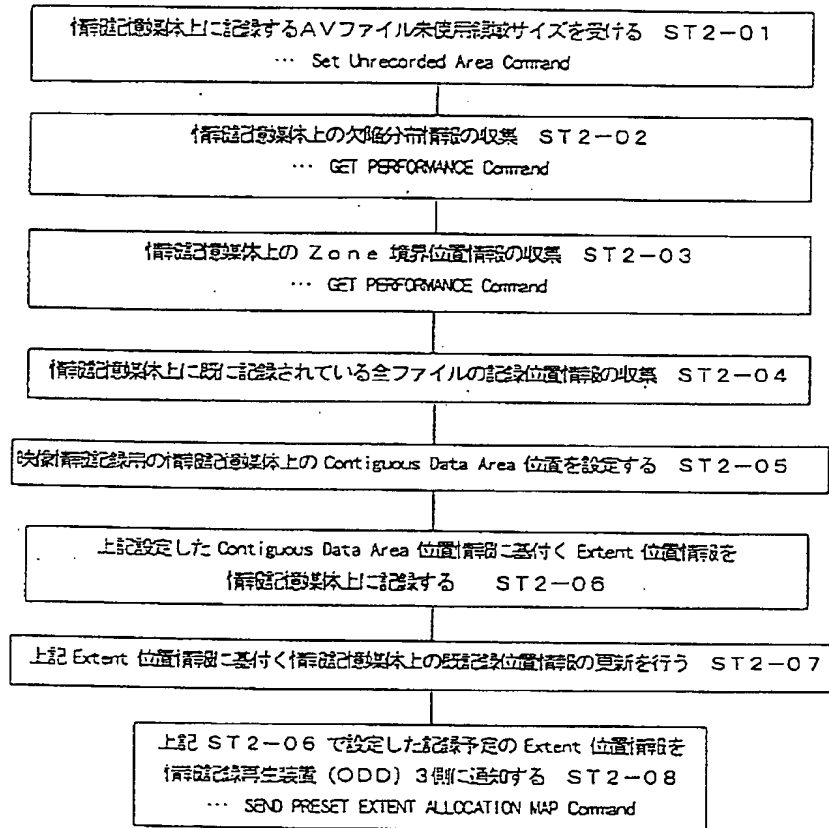 情報記憶媒体上に記録するAVファイル未使用領域サイズを受ける ST2-01
… Set Unrecorded Area Command
情報記憶媒体上の欠陥分布情報の収集 ST2-02
… GET PERFORMANCE Command
情報記憶媒体上の Zone 境界位置情報の収集 ST2-03
… GET PERFORMANCE Command
情報記憶媒体上に既に記録されている全ファイルの記録位置情報の収集 ST2-04
映像情報記録用の情報記憶媒体上の Contiguous Data Area 位置を設定する ST2-05
上記設定した Contiguous Data Area 位置情報に基付く Extent 位置情報を
情報記憶媒体上に記録する ST2-06
上記 Extent 位置情報に基付く情報記憶媒体上の既記録位置情報の更新を行う ST2-07
上記 ST2-06 で設定した記録予定の Extent 位置情報を
情報記録再生装置 (ODD) 3側に通知する ST2-08
… SEND PRESET EXTENT ALLOCATION MAP Command